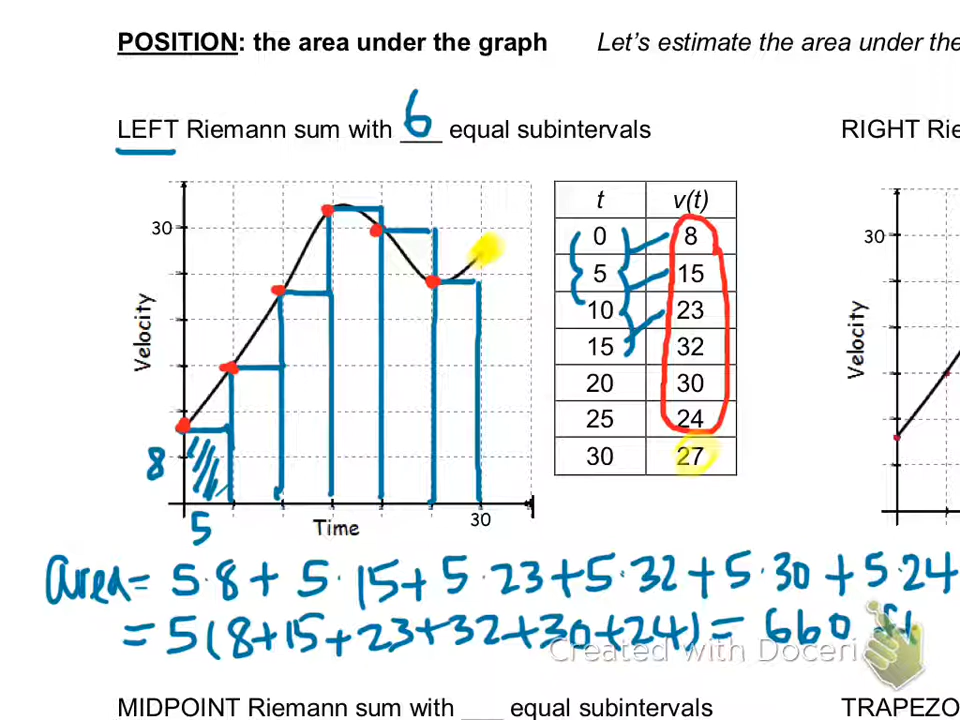 POSITION: the area under the graph
Let's estimate the area under the
LEFT Riemann sum with 6 equal subintervals
RIGHT Rie
30
Velocity
8
5
Time
30
t v(t)
0 8
5 15
10 23
15 32
20 30
25 24
30 27
30
Velocity
Area = 5·8 + 5·15 + 5·23 + 5·32 + 5·30 + 5·24
= 5(8+15+23+32+30+24) = 660
Created with Doceri
MIDPOINT Riemann sum with ___ equal subintervals
TRAPEZO